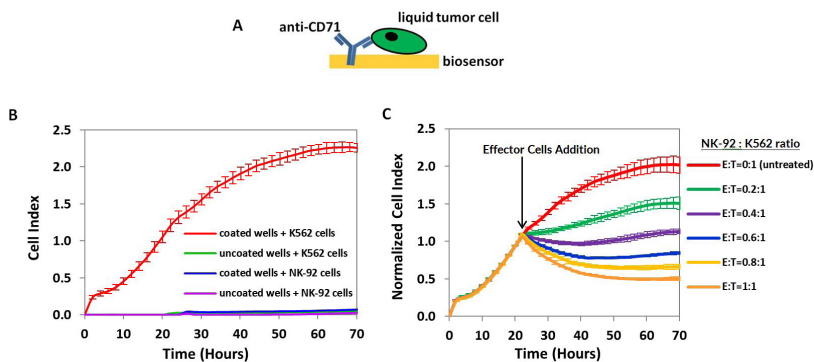 A
anti-CD71
liquid tumor cell
biosensor
B
Cell Index
2.5
2.0
1.5
1.0
0.5
0.0
coated wells + K562 cells
uncoated wells + K562 cells
coated wells + NK-92 cells
uncoated wells + NK-92 cells
0 10 20 30 40 50 60 70
Time (Hours)
C
Normalized Cell Index
2.5
2.0
1.5
1.0
0.5
0.0
Effector Cells Addition
0 10 20 30 40 50 60 70
Time (Hours)
NK-92 : K562 ratio
E:T=0:1 (untreated)
E:T=0.2:1
E:T=0.4:1
E:T=0.6:1
E:T=0.8:1
E:T=1:1